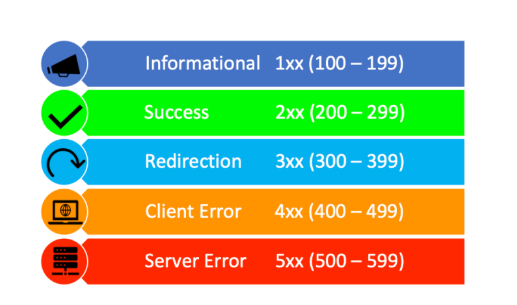 Informational 1xx (100 – 199)
Success 2xx (200 – 299)
Redirection 3xx (300 – 399)
Client Error 4xx (400 – 499)
Server Error 5xx (500 – 599)